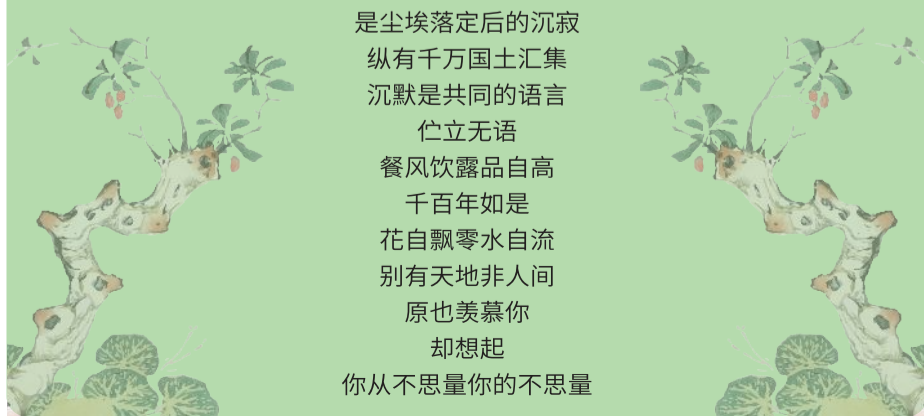 是尘埃落定后的沉寂
纵有千万国土汇集
沉默是共同的语言
伫立无语
餐风饮露品自高
千百年如是
花自飘零水自流
别有天地非人间
原也羡慕你
却想起
你从不思量你的不思量